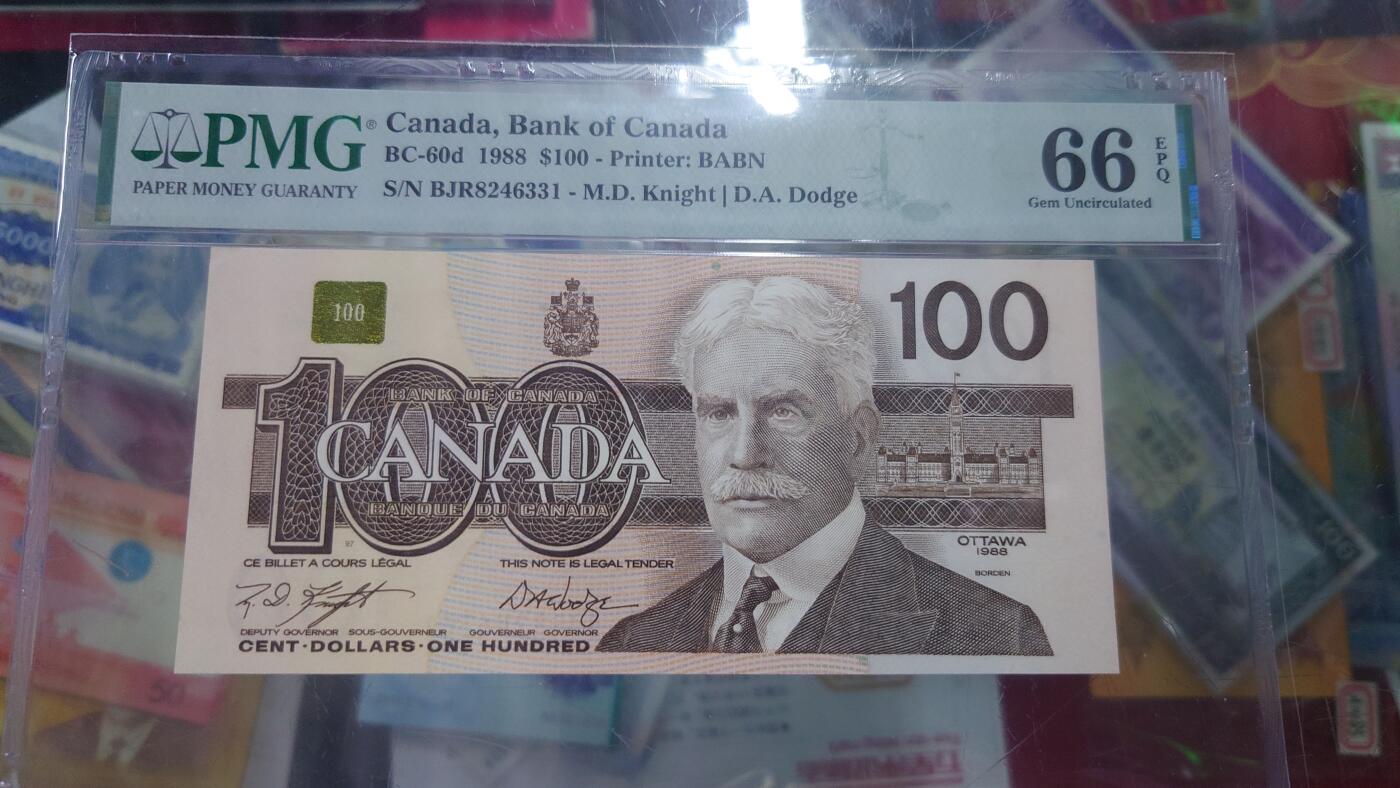 PMG®
PAPER MONEY GUARANTY
Canada, Bank of Canada
BC-60d 1988 $100 - Printer: BABN
S/N BJR8246331 - M.D. Knight | D.A. Dodge
66
EPQ
Gem Uncirculated
100
100
100
BANK OF CANADA
CANADA
BANQUE DU CANADA
CE BILLET A COURS LÉGAL
THIS NOTE IS LEGAL TENDER
OTTAWA
1988
BORDEN
DEPUTY GOVERNOR SOUS-GOUVERNEUR GOUVERNEUR GOVERNOR
CENT·DOLLARS·ONE HUNDRED
50